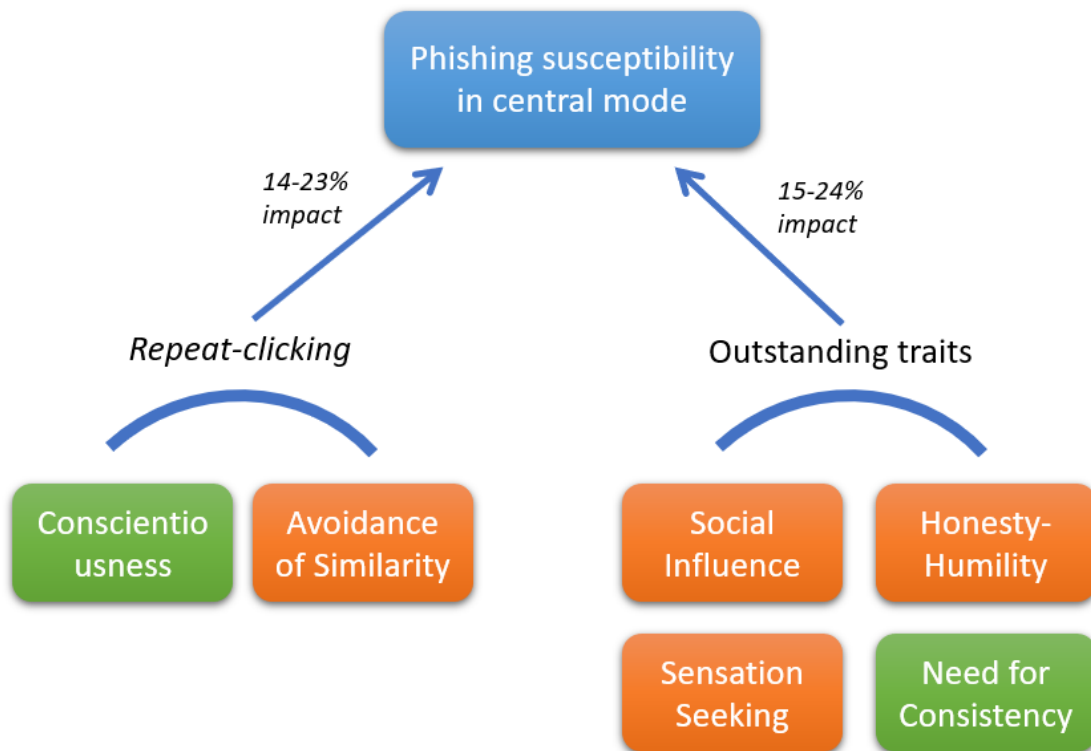 Phishing susceptibility
in central mode
14-23%
impact
15-24%
impact
Repeat-clicking
Outstanding traits
Conscientio
usness
Avoidance
of Similarity
Social
Influence
Honesty-
Humility
Sensation
Seeking
Need for
Consistency